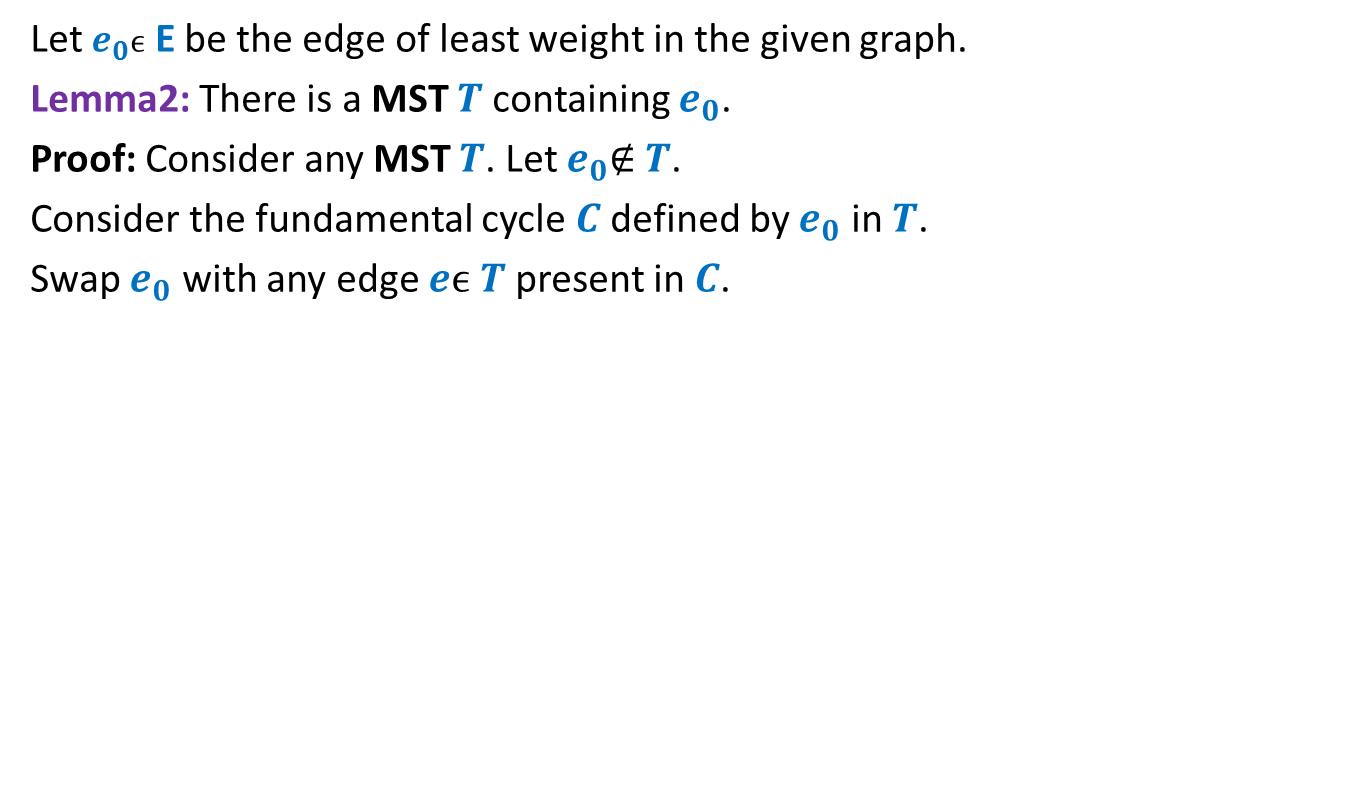 Let e₀ϵ E be the edge of least weight in the given graph.
Lemma2: There is a MST T containing e₀.
Proof: Consider any MST T. Let e₀∉ T.
Consider the fundamental cycle C defined by e₀ in T.
Swap e₀ with any edge eϵ T present in C.